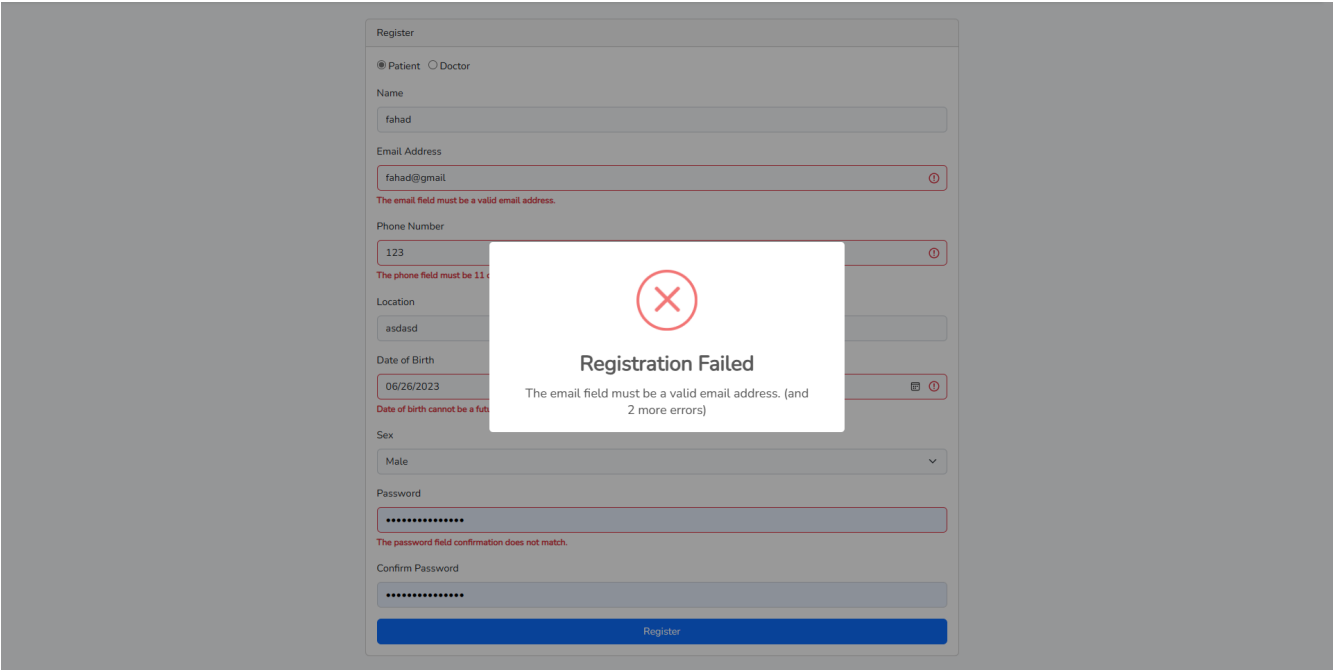 Register
Patient Doctor
Name
fahad
Email Address
fahad@gmail
The email field must be a valid email address.
Phone Number
123
The phone field must be 11
Location
asdasd
Date of Birth
06/26/2023
Date of birth cannot be a
Registration Failed
The email field must be a valid email address. (and
2 more errors)
Sex
Male
Password
•••••••••••••••
The password field confirmation does not match.
Confirm Password
•••••••••••••••
Register